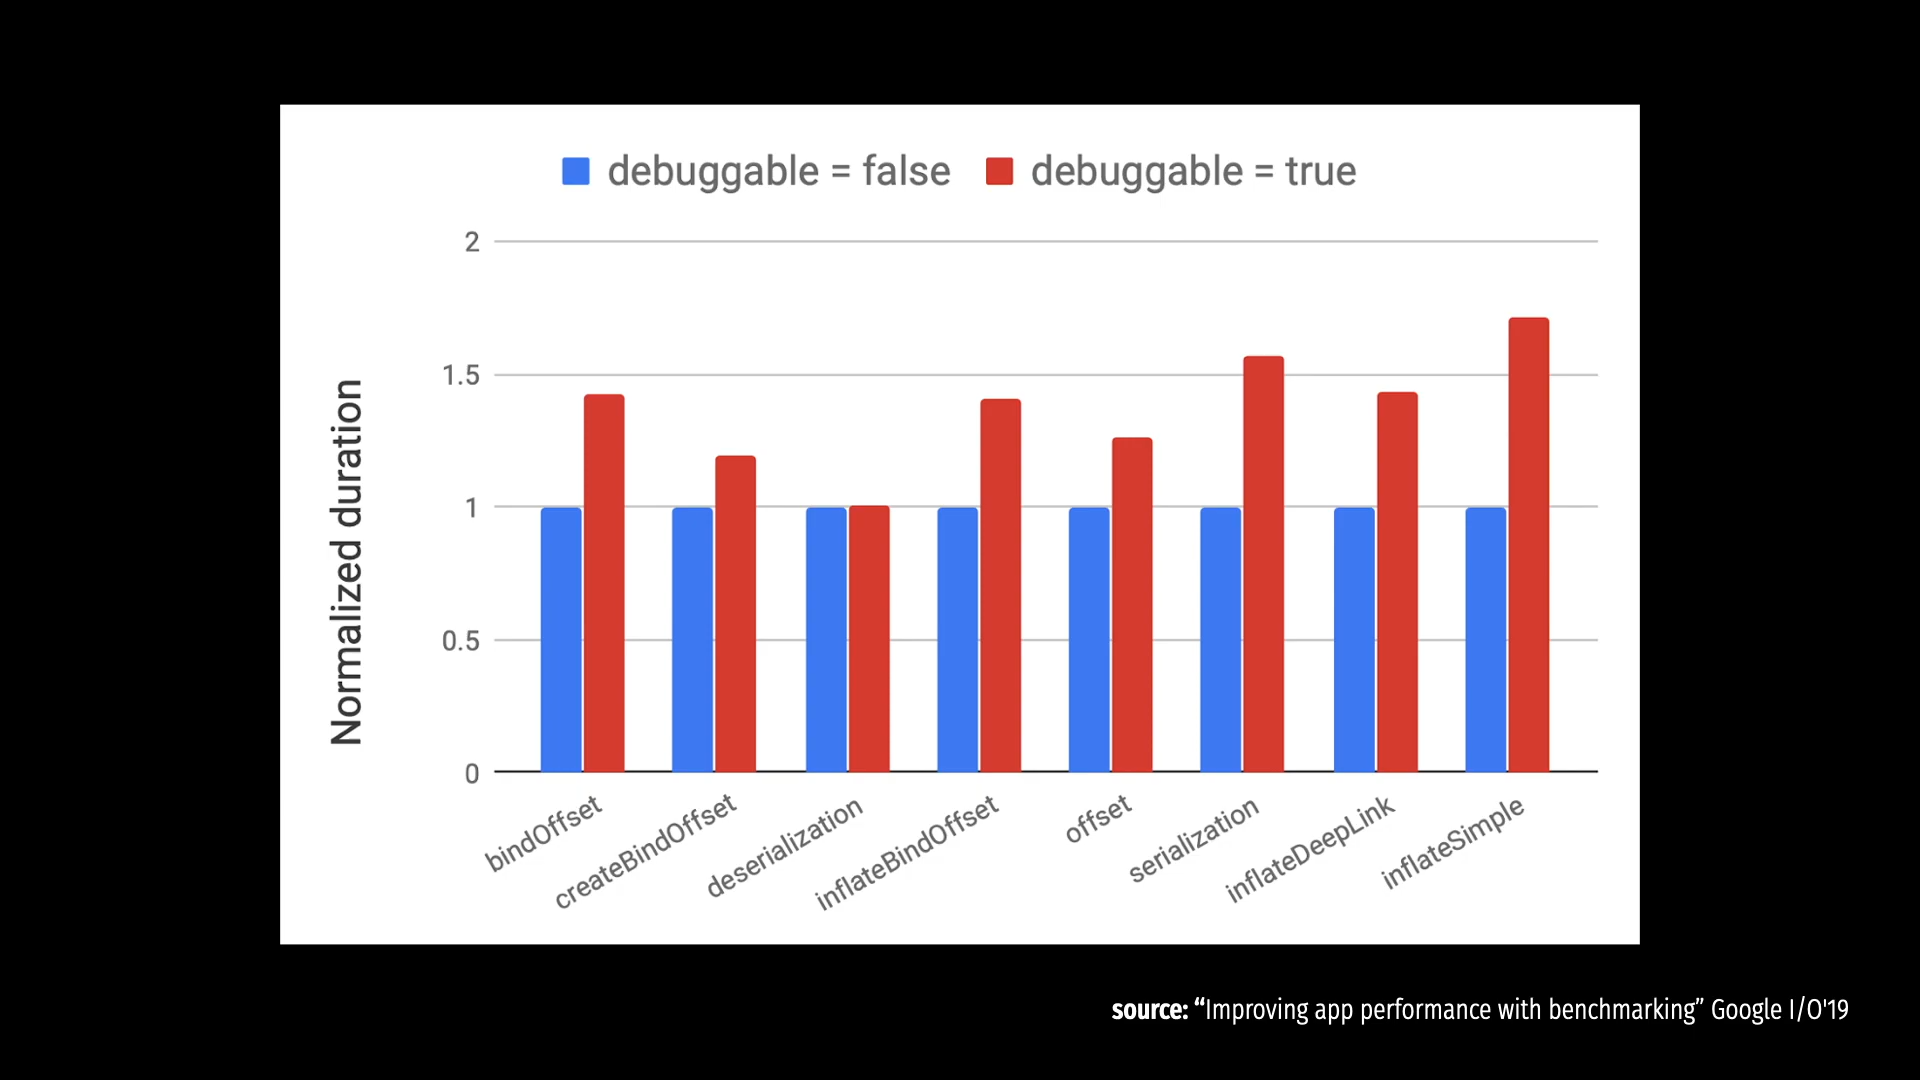 debuggable = false debuggable = true
2
1.5
1
0.5
0
Normalized duration
bindOffset
createBindOffset
deserialization
inflateBindOffset
offset
serialization
inflateDeepLink
inflateSimple
source: “Improving app performance with benchmarking” Google I/O'19